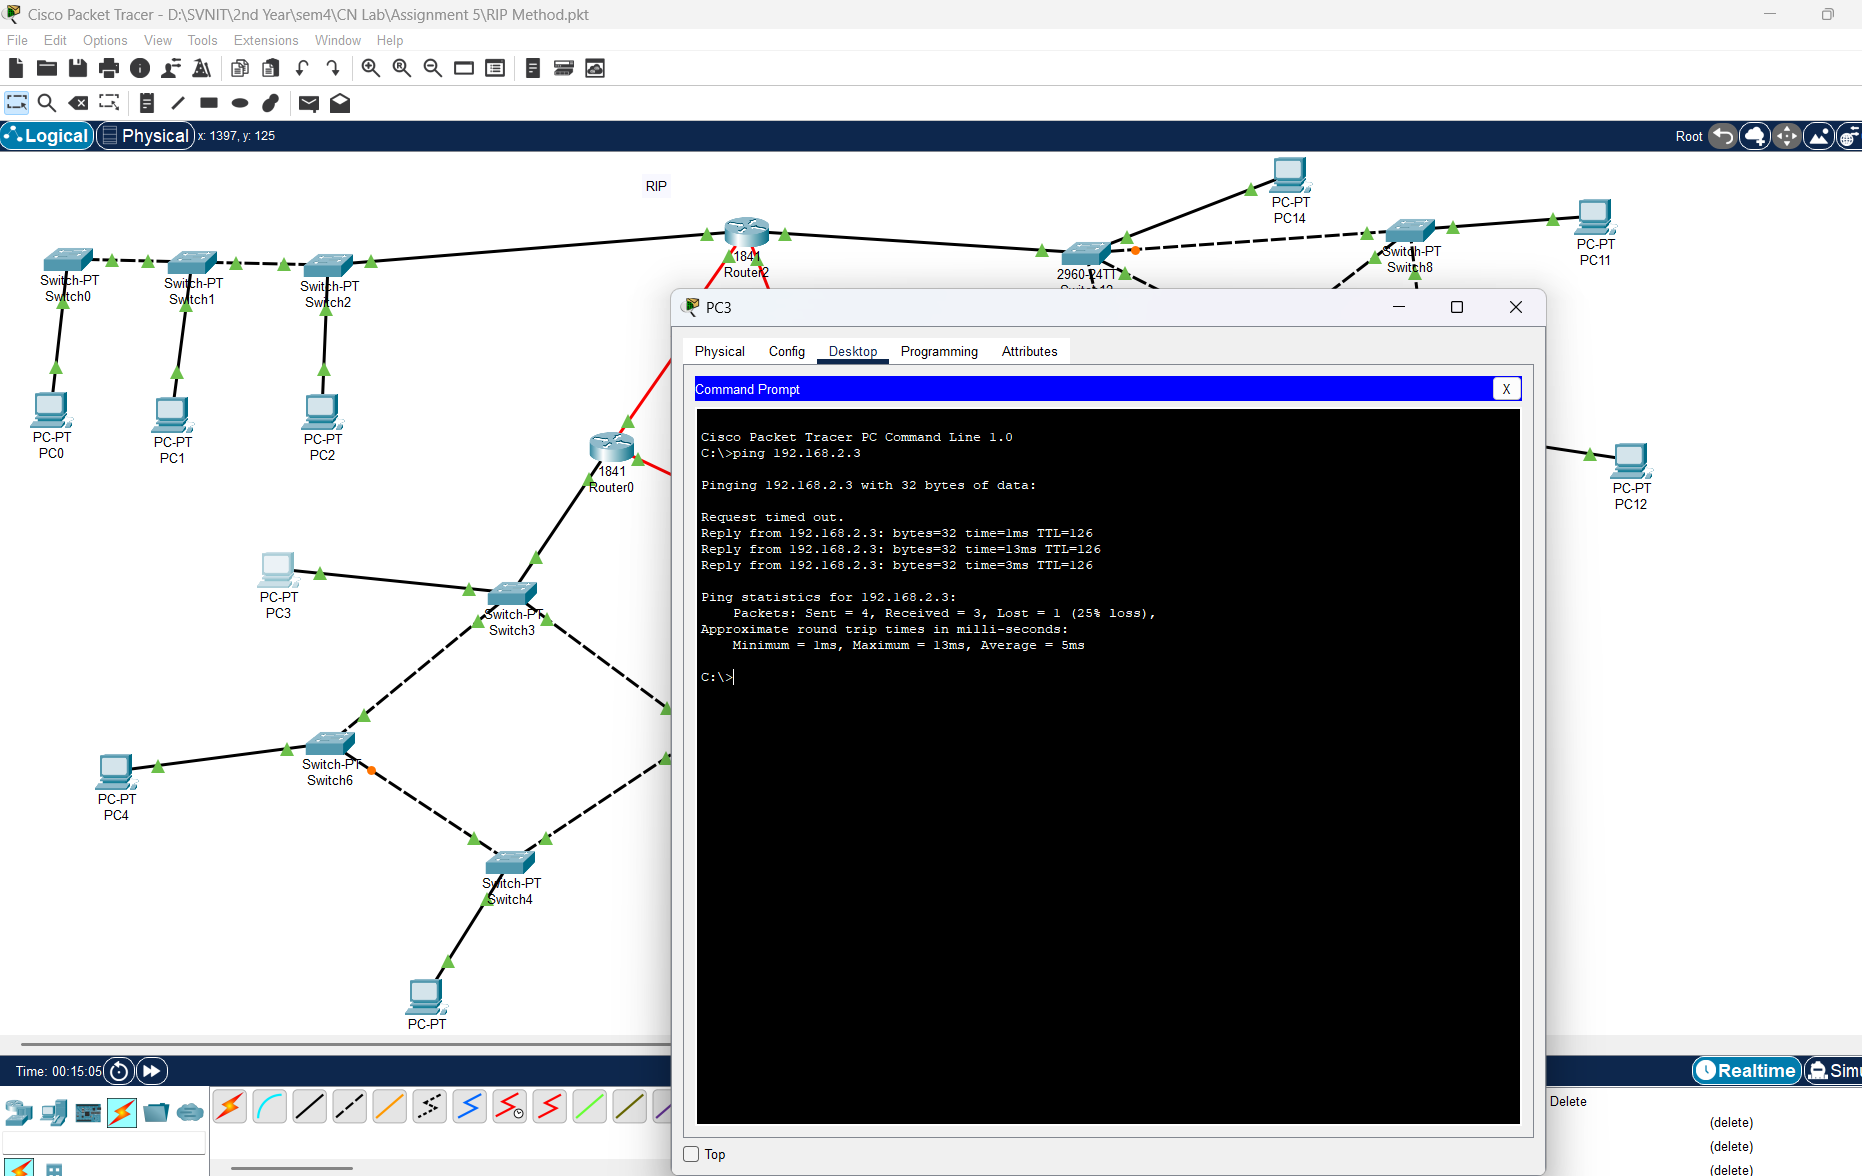 Cisco Packet Tracer - D:\SVNIT\2nd Year\sem4\CN Lab\Assignment 5\RIP Method.pkt
File Edit Options View Tools Extensions Window Help
Logical Physical x: 1397, y: 125 Root
RIP
PC-PT
PC14
PC-PT
PC11
Switch-PT
Switch8
Switch-PT
Switch0
Switch-PT
Switch1
Switch-PT
Switch2
1841
Router2
2960-24TT
PC-PT
PC0
PC-PT
PC1
PC-PT
PC2
1841
Router0
PC-PT
PC12
PC-PT
PC3
Switch-PT
Switch3
Switch-PT
Switch6
PC-PT
PC4
Switch-PT
Switch4
PC-PT
PC3
Physical Config Desktop Programming Attributes
Command Prompt X
Cisco Packet Tracer PC Command Line 1.0
C:\>ping 192.168.2.3
Pinging 192.168.2.3 with 32 bytes of data:
Request timed out.
Reply from 192.168.2.3: bytes=32 time=1ms TTL=126
Reply from 192.168.2.3: bytes=32 time=13ms TTL=126
Reply from 192.168.2.3: bytes=32 time=3ms TTL=126
Ping statistics for 192.168.2.3:
Packets: Sent = 4, Received = 3, Lost = 1 (25% loss),
Approximate round trip times in milli-seconds:
Minimum = 1ms, Maximum = 13ms, Average = 5ms
C:\>
Top
Time: 00:15:05
Realtime Simu
Delete
(delete)
(delete)
(delete)